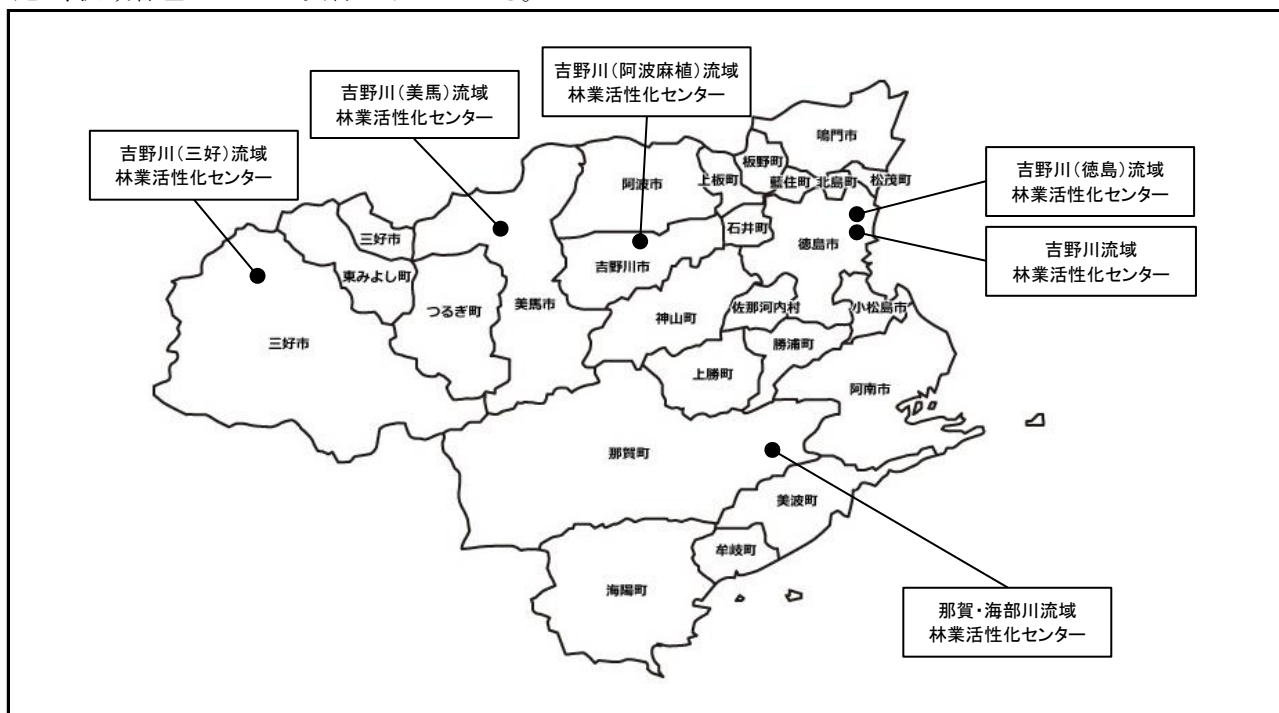 吉野川(阿波麻植)流域
林業活性化センター
吉野川(美馬)流域
林業活性化センター
吉野川(三好)流域
林業活性化センター
吉野川(徳島)流域
林業活性化センター
吉野川流域
林業活性化センター
鳴門市
板野町
上板町
藍住町
北島町
松茂町
阿波市
石井町
徳島市
三好市
吉野川市
東みよし町
つるぎ町
美馬市
神山町
佐那河内村
小松島市
三好市
勝浦町
上勝町
阿南市
那賀町
美波町
牟岐町
海陽町
那賀・海部川流域
林業活性化センター